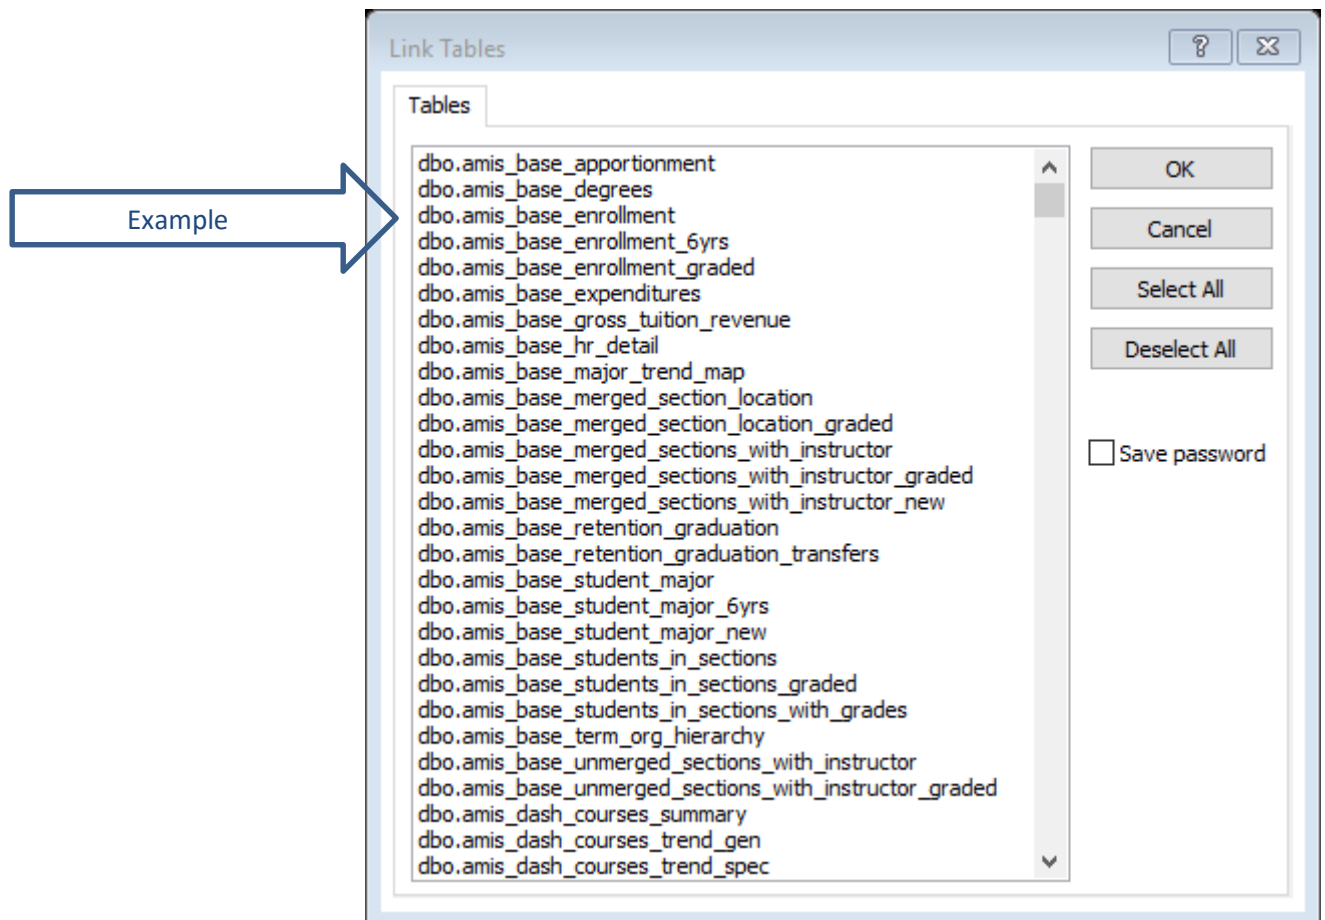 Link Tables
Tables
dbo.amis_base_apportionment
dbo.amis_base_degrees
dbo.amis_base_enrollment
dbo.amis_base_enrollment_6yrs
dbo.amis_base_enrollment_graded
dbo.amis_base_expenditures
dbo.amis_base_gross_tuition_revenue
dbo.amis_base_hr_detail
dbo.amis_base_major_trend_map
dbo.amis_base_merged_section_location
dbo.amis_base_merged_section_location_graded
dbo.amis_base_merged_sections_with_instructor
dbo.amis_base_merged_sections_with_instructor_graded
dbo.amis_base_merged_sections_with_instructor_new
dbo.amis_base_retention_graduation
dbo.amis_base_retention_graduation_transfers
dbo.amis_base_student_major
dbo.amis_base_student_major_6yrs
dbo.amis_base_student_major_new
dbo.amis_base_students_in_sections
dbo.amis_base_students_in_sections_graded
dbo.amis_base_students_in_sections_with_grades
dbo.amis_base_term_org_hierarchy
dbo.amis_base_unmerged_sections_with_instructor
dbo.amis_base_unmerged_sections_with_instructor_graded
dbo.amis_dash_courses_summary
dbo.amis_dash_courses_trend_gen
dbo.amis_dash_courses_trend_spec
OK
Cancel
Select All
Deselect All
Save password
Example